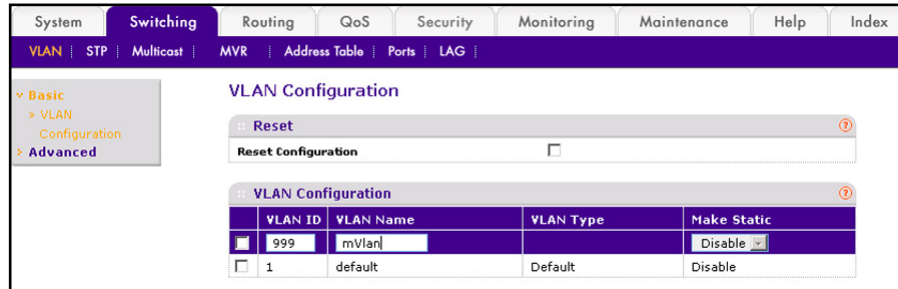 System Switching Routing QoS Security Monitoring Maintenance Help Index
VLAN STP Multicast MVR Address Table Ports LAG
Basic
VLAN
Configuration
Advanced
VLAN Configuration
Reset
Reset Configuration
VLAN Configuration
VLAN ID VLAN Name VLAN Type Make Static
999 mVlan Disable
1 default Default Disable